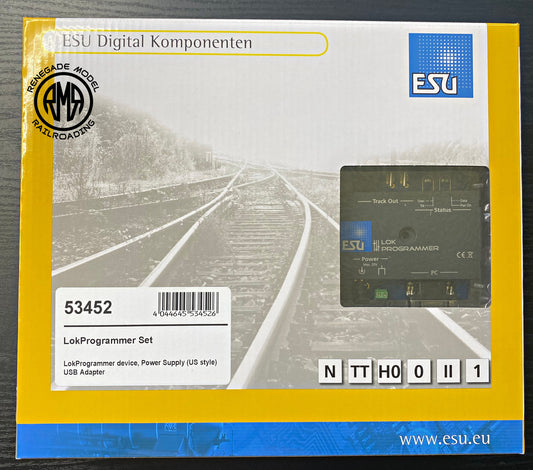 ESU Digital Komponenten
ESU
RENEGADE MODEL
RMR
RAILROADING
Track Out
Data
Status
ESU
LOK
PROGRAMMER
Power
PC
53452
4 044645 534526
LokProgrammer Set
LokProgrammer device, Power Supply (US style)
USB Adapter
N TT H0 0 II 1
www.esu.eu